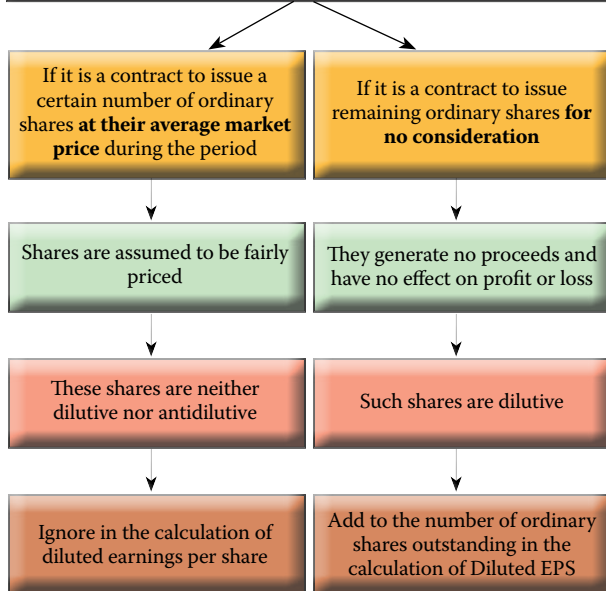 If it is a contract to issue a
certain number of ordinary
shares at their average market
price during the period
If it is a contract to issue
remaining ordinary shares for
no consideration
Shares are assumed to be fairly
priced
They generate no proceeds and
have no effect on profit or loss
These shares are neither
dilutive nor antidilutive
Such shares are dilutive
Ignore in the calculation of
diluted earnings per share
Add to the number of ordinary
shares outstanding in the
calculation of Diluted EPS